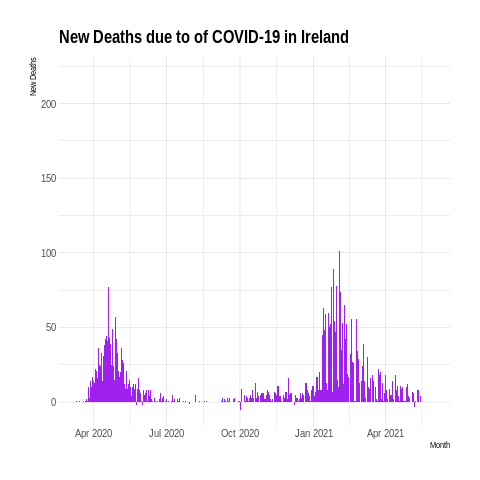 New Deaths due to of COVID-19 in Ireland
New Deaths
200
150
100
50
0
Apr 2020 Jul 2020 Oct 2020 Jan 2021 Apr 2021
Month